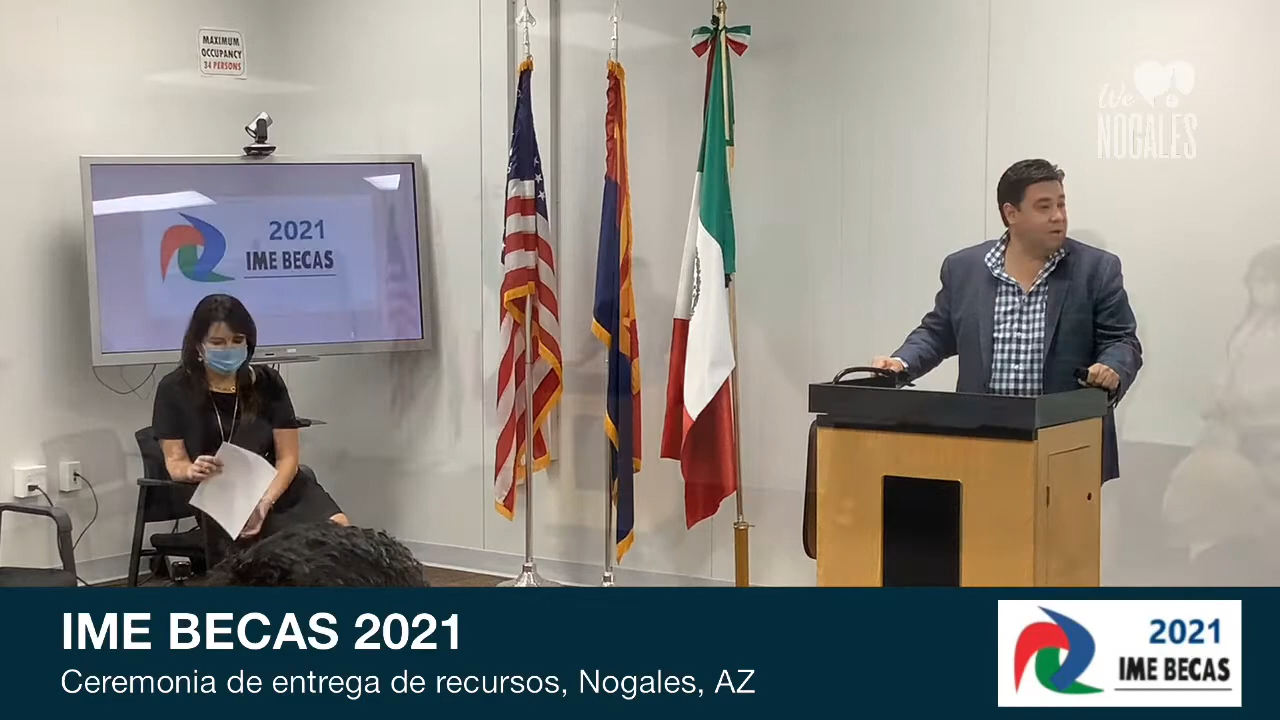 MAXIMUM
OCCUPANCY
34 PERSONS
We
NOGALES
2021
IME BECAS
IME BECAS 2021
Ceremonia de entrega de recursos, Nogales, AZ
2021
IME BECAS